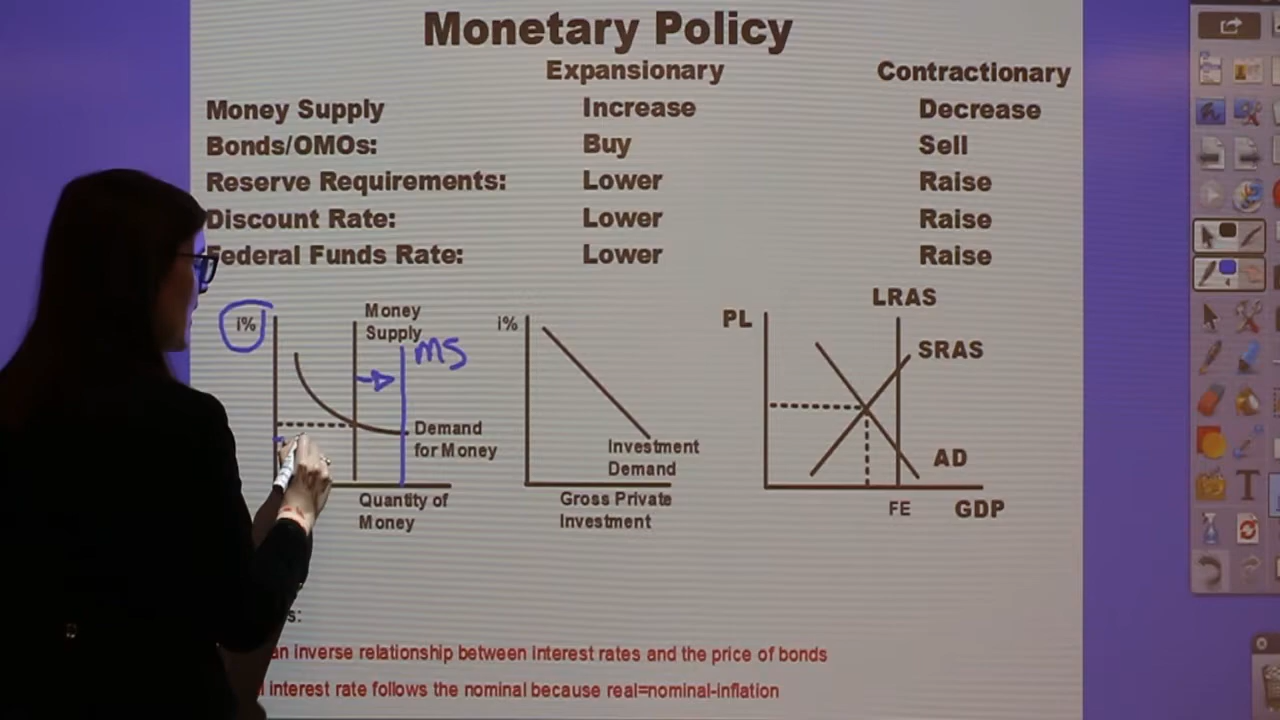 Monetary Policy
Expansionary Contractionary
Money Supply Increase Decrease
Bonds/OMOs: Buy Sell
Reserve Requirements: Lower Raise
Discount Rate: Lower Raise
Federal Funds Rate: Lower Raise
i%
Money
Supply
MS
Demand
for Money
Quantity of
Money
i%
Investment
Demand
Gross Private
Investment
PL
LRAS
SRAS
AD
FE
GDP
an inverse relationship between interest rates and the price of bonds
interest rate follows the nominal because real=nominal-inflation